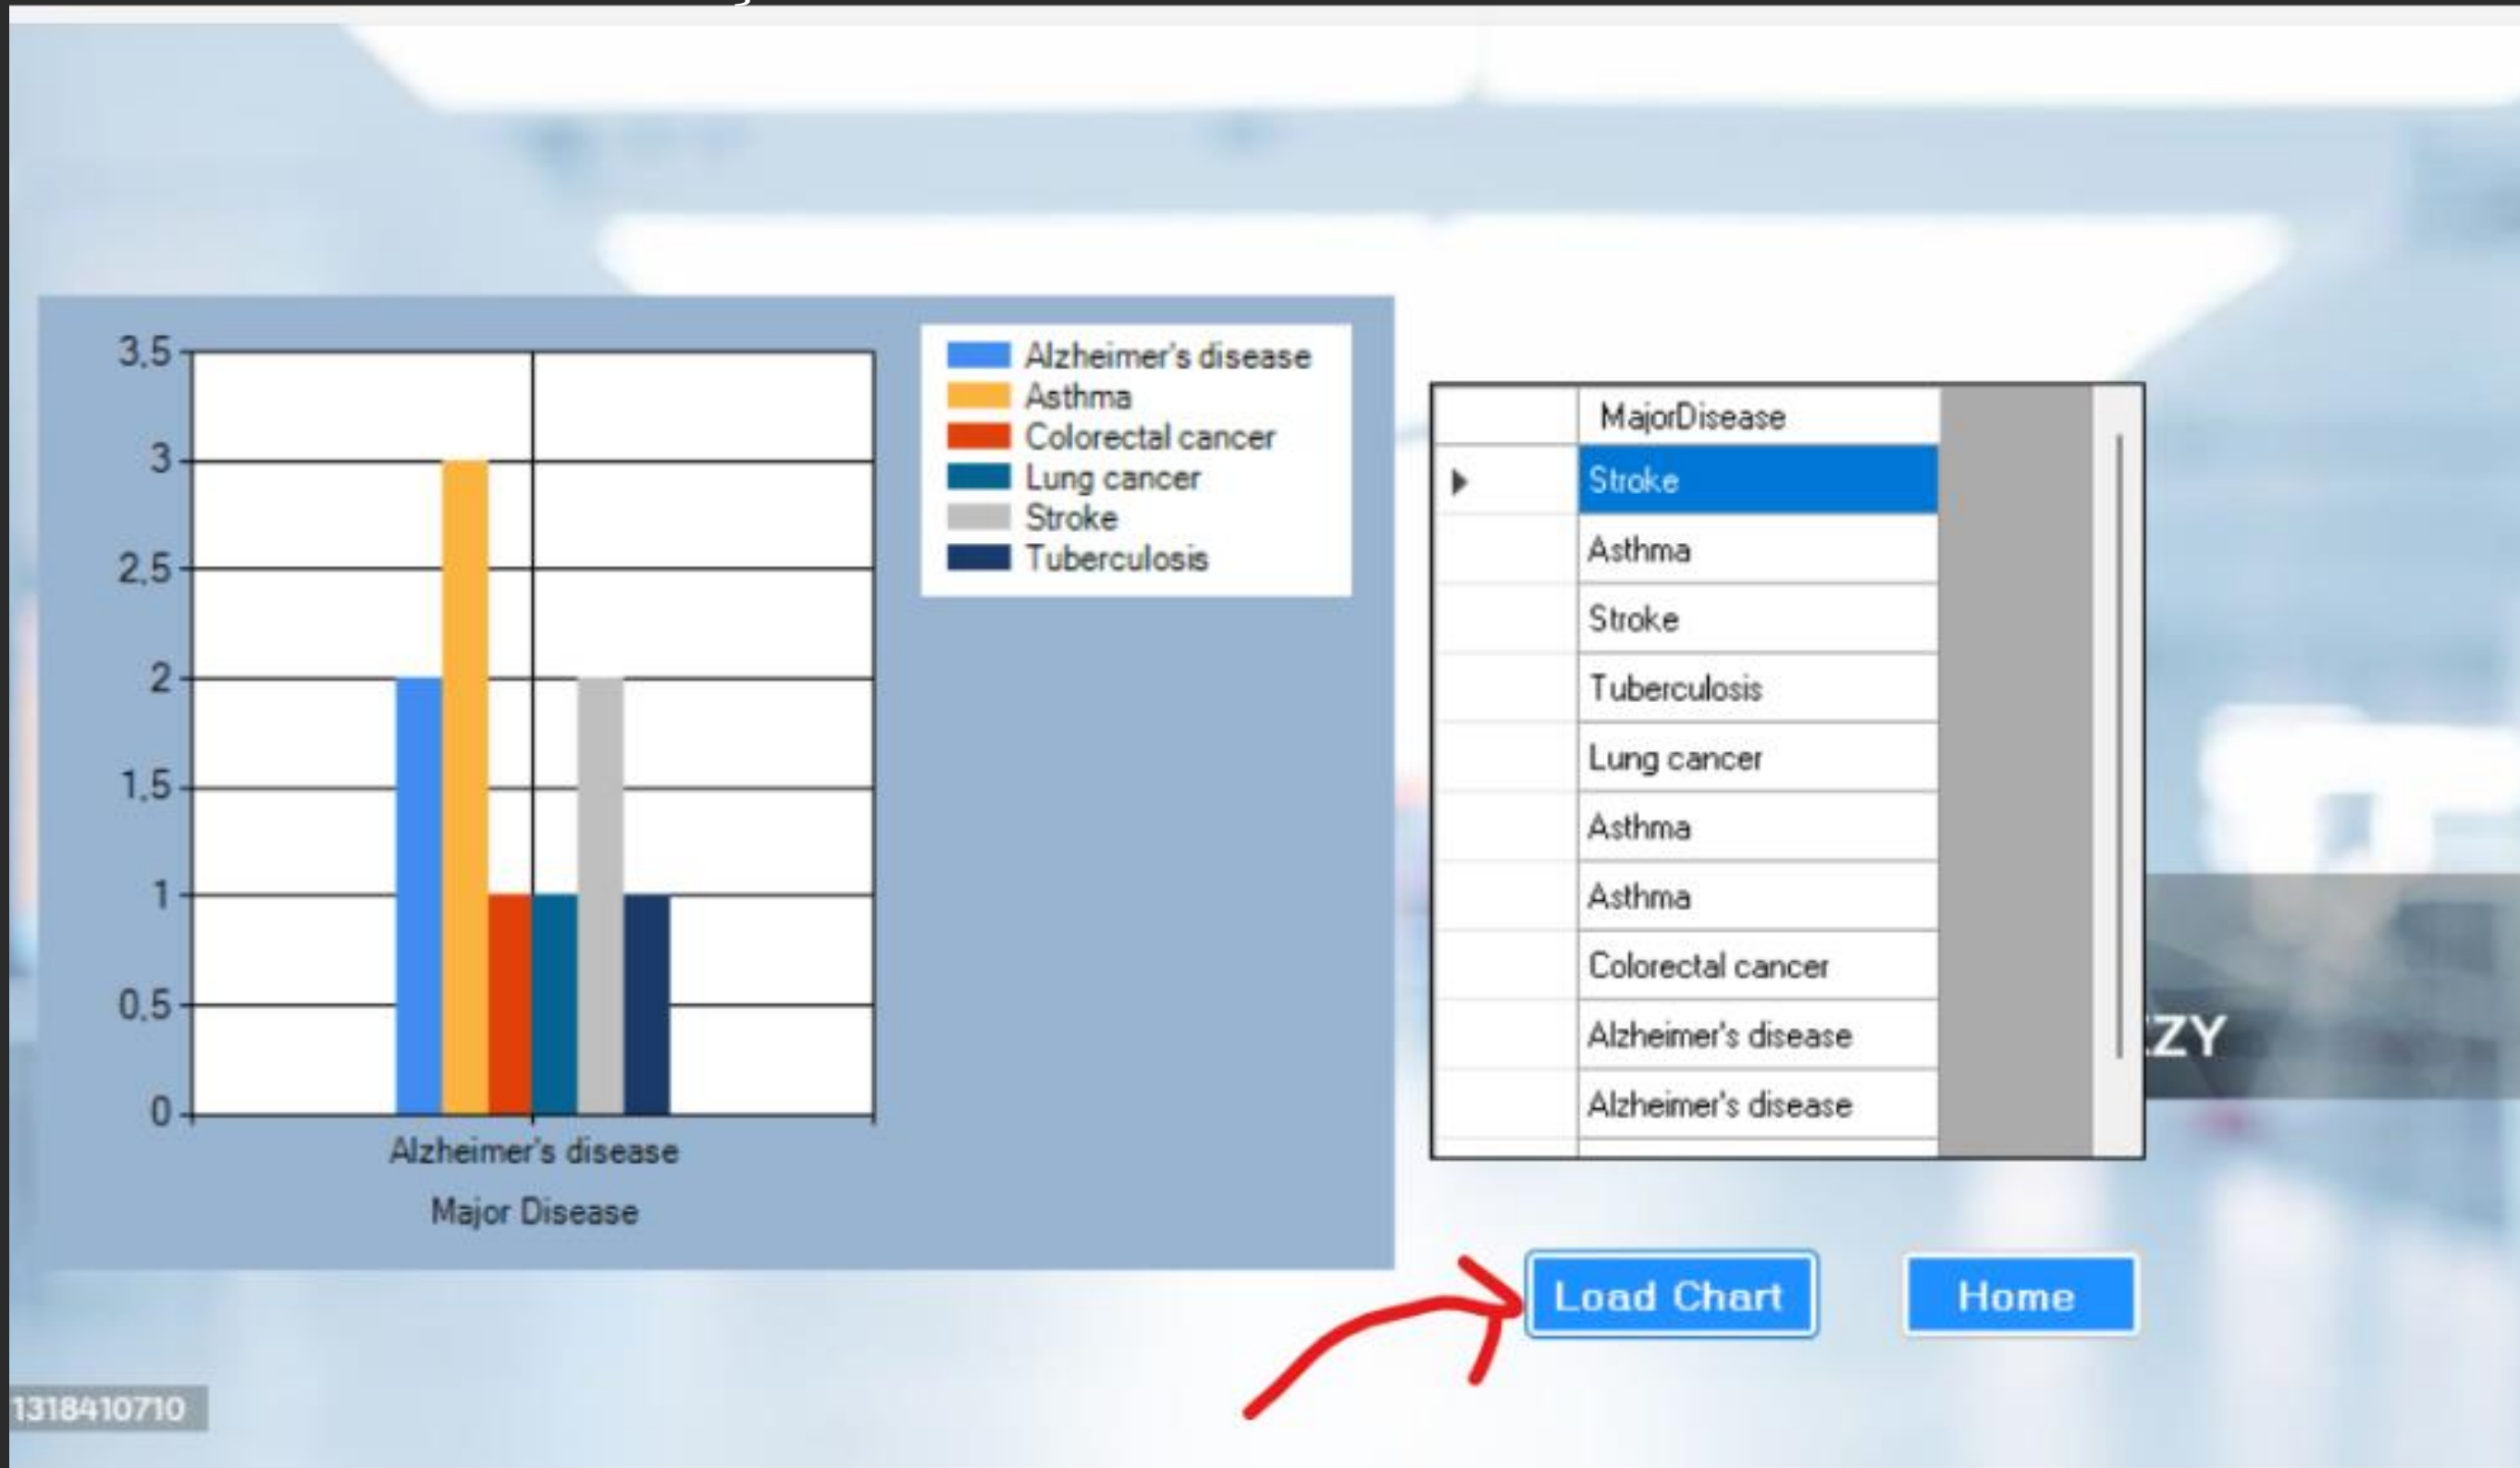 3.5
3
2.5
2
1.5
1
0.5
0
Alzheimer's disease
Major Disease
Alzheimer's disease
Asthma
Colorectal cancer
Lung cancer
Stroke
Tuberculosis
MajorDisease
Stroke
Asthma
Stroke
Tuberculosis
Lung cancer
Asthma
Asthma
Colorectal cancer
Alzheimer's disease
Alzheimer's disease
ZY
Load Chart
Home
1318410710